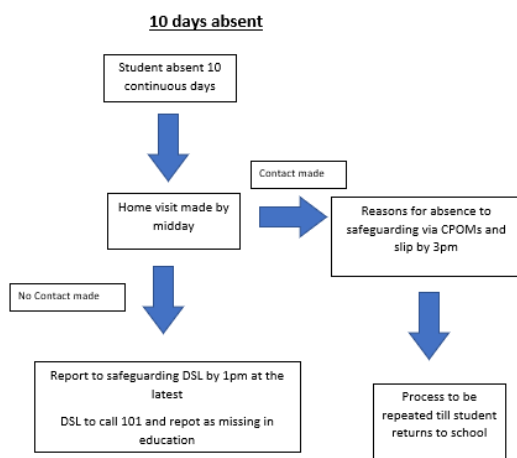 10 days absent
Student absent 10
continuous days
Contact made
Home visit made by
midday
Reasons for absence to
safeguarding via CPOMs and
slip by 3pm
No Contact made
Report to safeguarding DSL by 1pm at the
latest
DSL to call 101 and repot as missing in
education
Process to be
repeated till student
returns to school